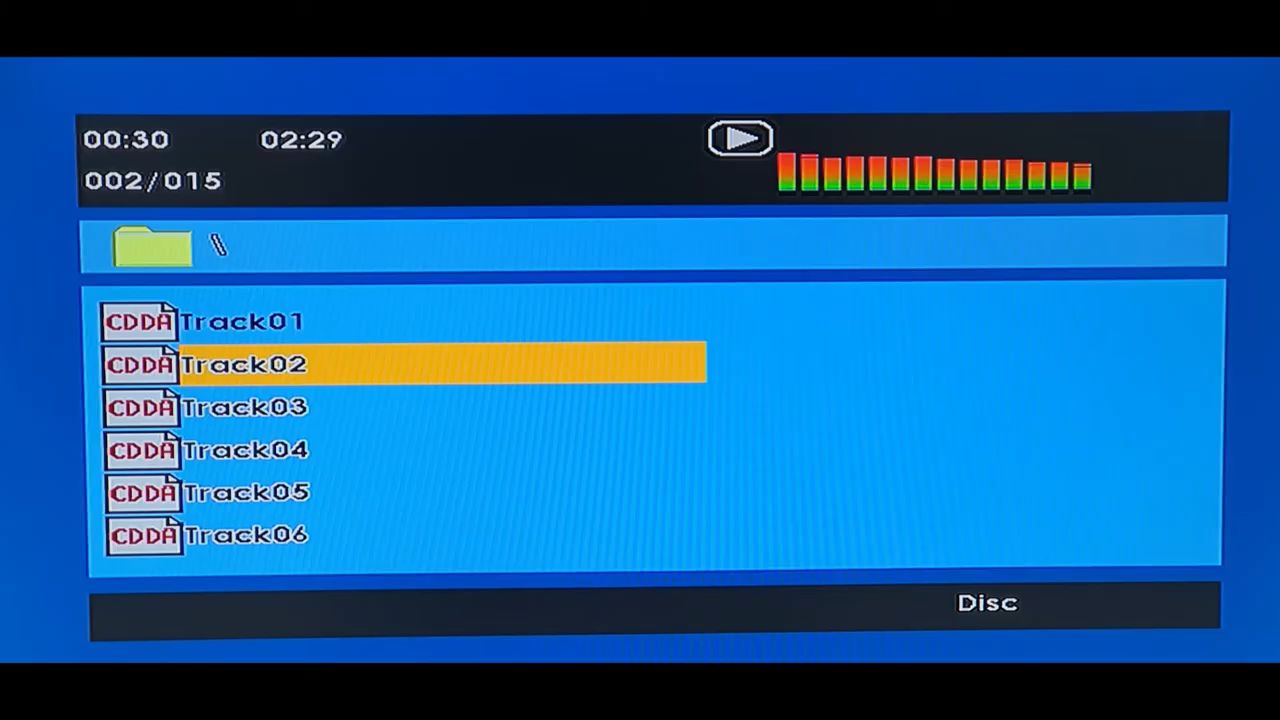 00:30 02:29
002/015
\
CDDA Track01
CDDA Track02
CDDA Track03
CDDA Track04
CDDA Track05
CDDA Track06
Disc